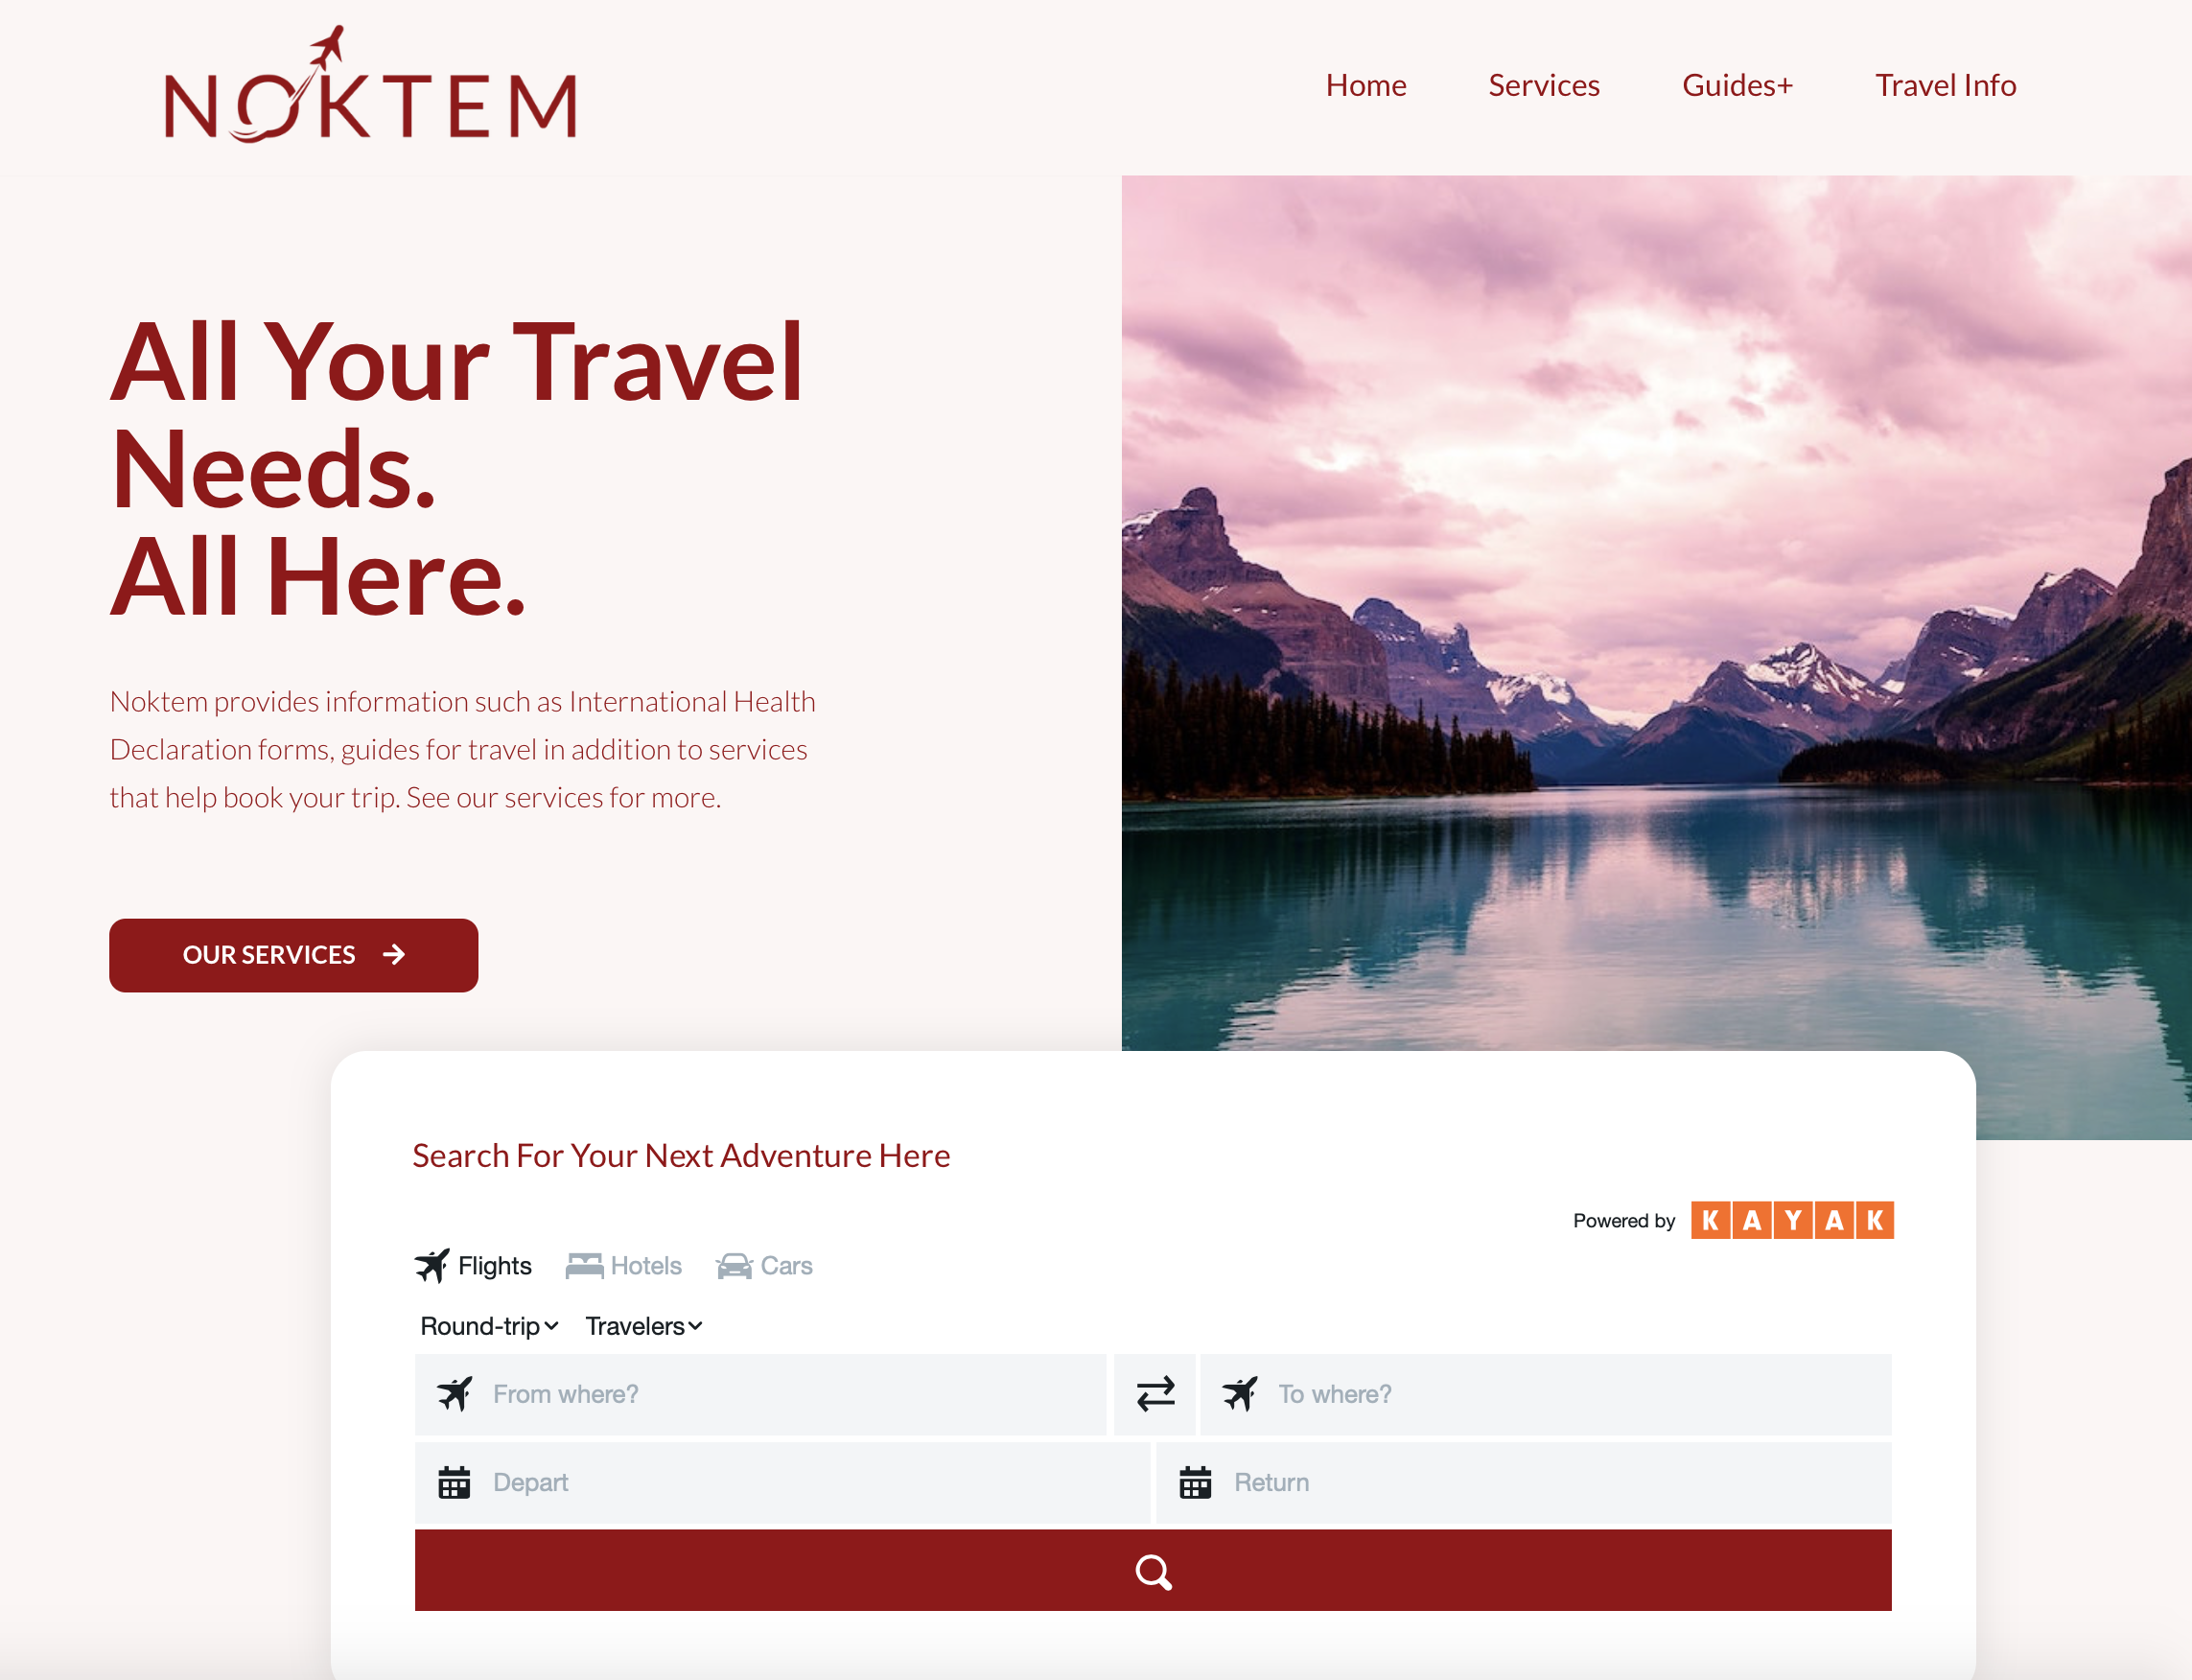 NOKTEM
Home Services Guides+ Travel Info
All Your Travel
Needs.
All Here.
Noktem provides information such as International Health
Declaration forms, guides for travel in addition to services
that help book your trip. See our services for more.
OUR SERVICES
Search For Your Next Adventure Here
Powered by KAYAK
Flights Hotels Cars
Round-trip Travelers
From where? To where?
Depart Return